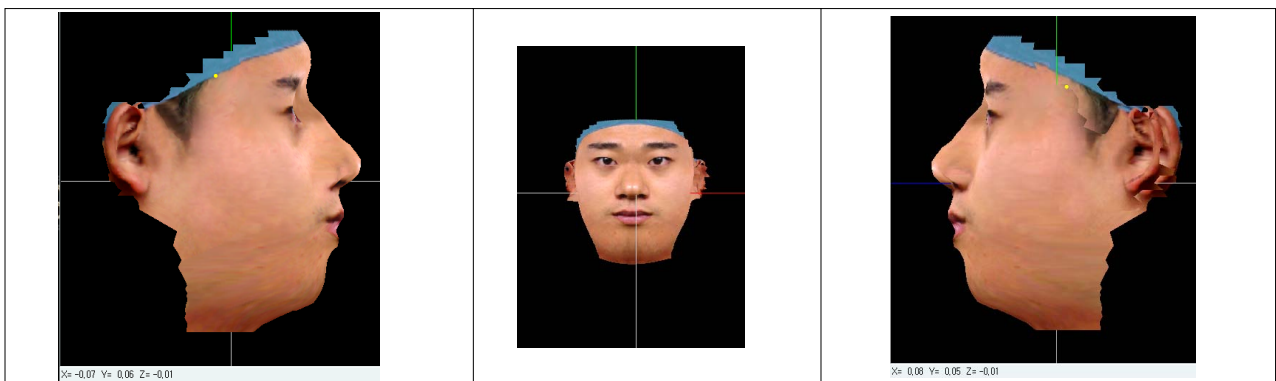 X= -0,07 Y= 0,06 Z= -0,01
X= 0,08 Y= 0,05 Z= -0,01